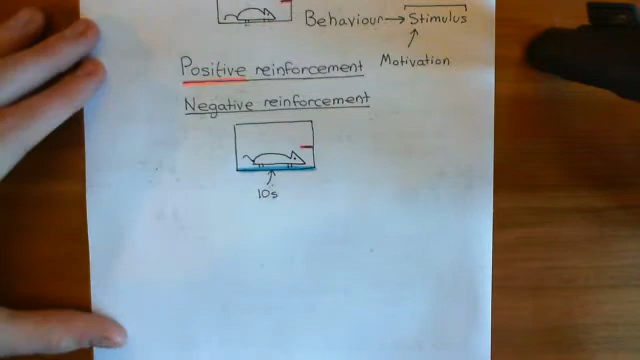 Behaviour → Stimulus
Motivation
Positive reinforcement
Negative reinforcement
10s